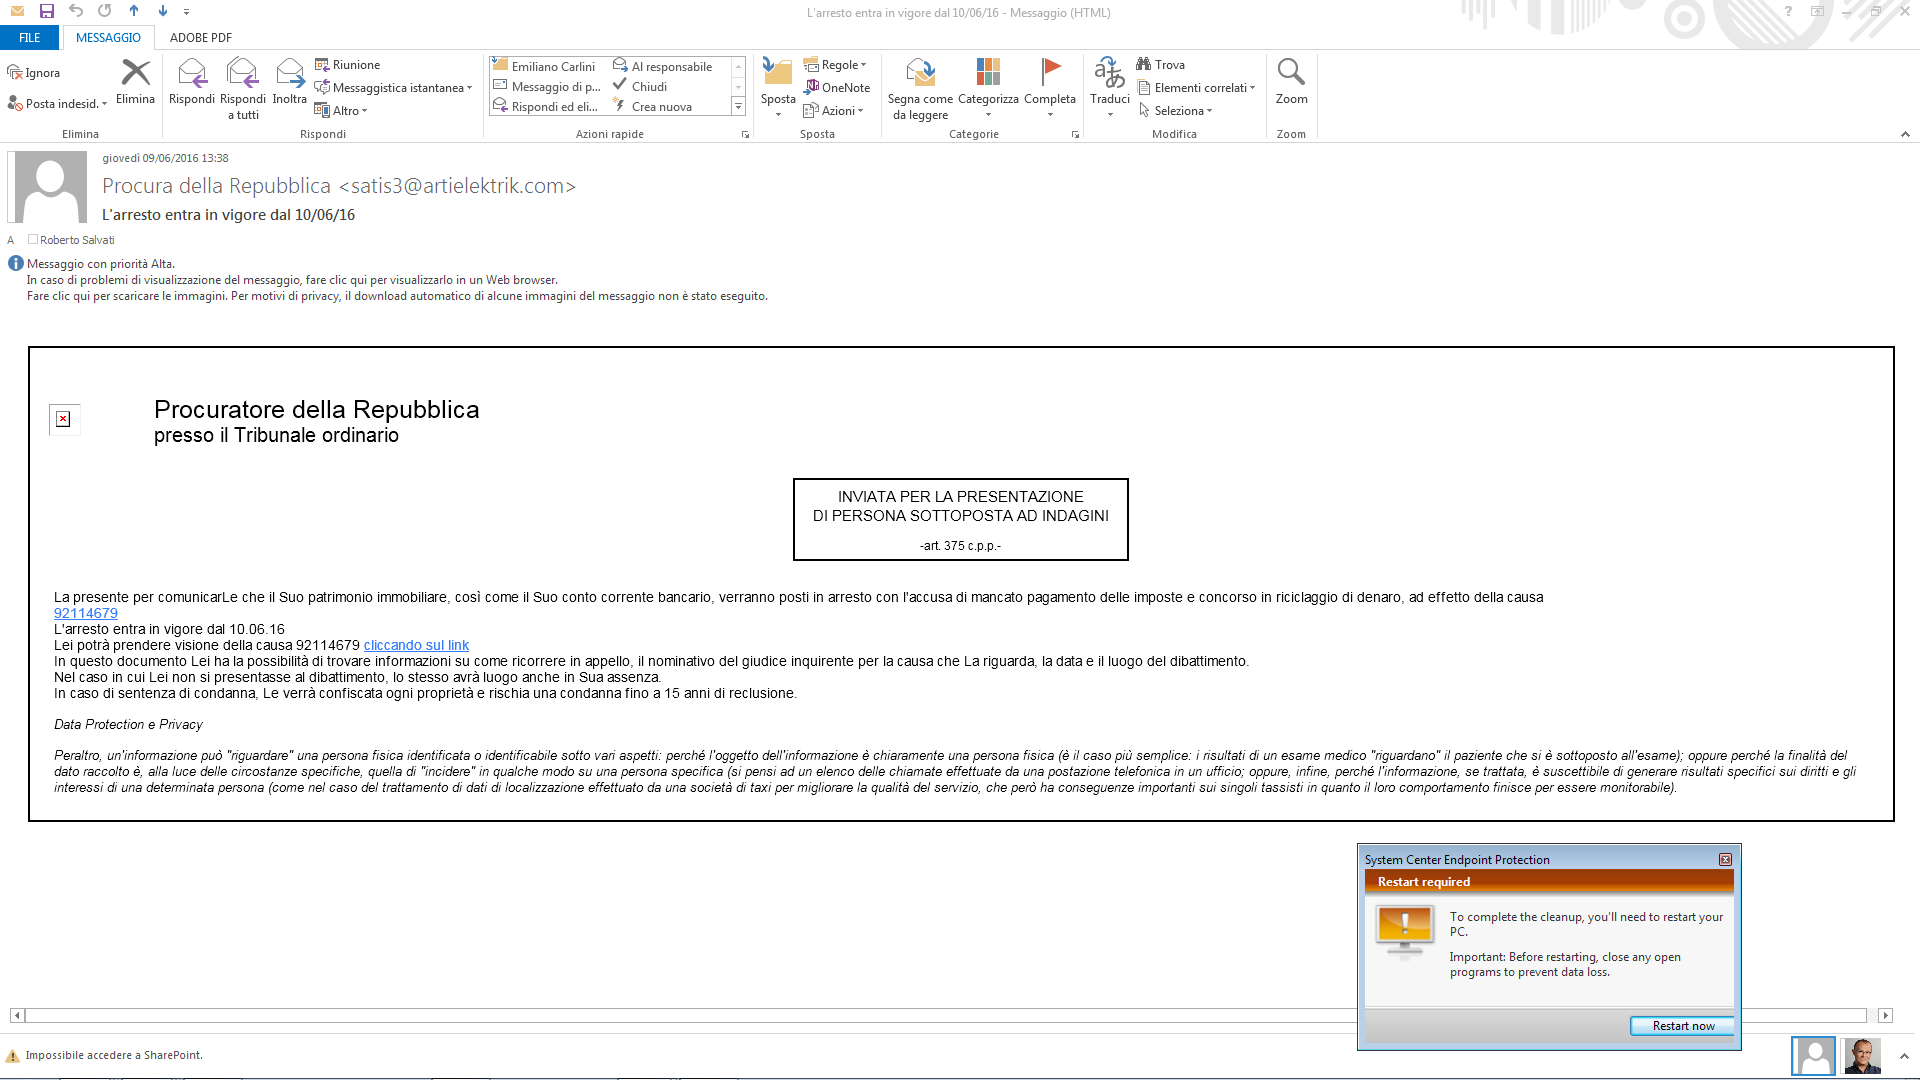 L'arresto entra in vigore dal 10/06/16 - Messaggio (HTML)
FILE
MESSAGGIO
ADOBE PDF
Ignora
Posta indesid.
Elimina
Elimina
Rispondi
Rispondi a tutti
Inoltra
Riunione
Messaggistica istantanea
Altro
Rispondi
Emiliano Carlini
Messaggio di p...
Rispondi ed eli...
Al responsabile
Chiudi
Crea nuova
Azioni rapide
Sposta
Regole
OneNote
Azioni
Sposta
Segna come da leggere
Categorizza
Completa
Categorie
Traduci
Trova
Elementi correlati
Seleziona
Modifica
Zoom
Zoom
giovedì 09/06/2016 13:38
Procura della Repubblica <satis3@artielektrik.com>
L'arresto entra in vigore dal 10/06/16
A Roberto Salvati
Messaggio con priorità Alta.
In caso di problemi di visualizzazione del messaggio, fare clic qui per visualizzarlo in un Web browser.
Fare clic qui per scaricare le immagini. Per motivi di privacy, il download automatico di alcune immagini del messaggio non è stato eseguito.
Procuratore della Repubblica
presso il Tribunale ordinario
INVIATA PER LA PRESENTAZIONE
DI PERSONA SOTTOPOSTA AD INDAGINI
-art. 375 c.p.p.-
La presente per comunicarLe che il Suo patrimonio immobiliare, così come il Suo conto corrente bancario, verranno posti in arresto con l'accusa di mancato pagamento delle imposte e concorso in riciclaggio di denaro, ad effetto della causa
92114679
L'arresto entra in vigore dal 10.06.16
Lei potrà prendere visione della causa 92114679 cliccando sul link
In questo documento Lei ha la possibilità di trovare informazioni su come ricorrere in appello, il nominativo del giudice inquirente per la causa che La riguarda, la data e il luogo del dibattimento.
Nel caso in cui Lei non si presentasse al dibattimento, lo stesso avrà luogo anche in Sua assenza.
In caso di sentenza di condanna, Le verrà confiscata ogni proprietà e rischia una condanna fino a 15 anni di reclusione.
Data Protection e Privacy
Peraltro, un'informazione può "riguardare" una persona fisica identificata o identificabile sotto vari aspetti: perché l'oggetto dell'informazione è chiaramente una persona fisica (è il caso più semplice: i risultati di un esame medico "riguardano" il paziente che si è sottoposto all'esame); oppure perché la finalità del
dato raccolto è, alla luce delle circostanze specifiche, quella di "incidere" in qualche modo su una persona specifica (si pensi ad un elenco delle chiamate effettuate da una postazione telefonica in un ufficio; oppure, infine, perché l'informazione, se trattata, è suscettibile di generare risultati specifici sui diritti e gli
interessi di una determinata persona (come nel caso del trattamento di dati di localizzazione effettuato da una società di taxi per migliorare la qualità del servizio, che però ha conseguenze importanti sui singoli tassisti in quanto il loro comportamento finisce per essere monitorabile).
System Center Endpoint Protection
Restart required
To complete the cleanup, you'll need to restart your
PC.
Important: Before restarting, close any open
programs to prevent data loss.
Restart now
Impossibile accedere a SharePoint.